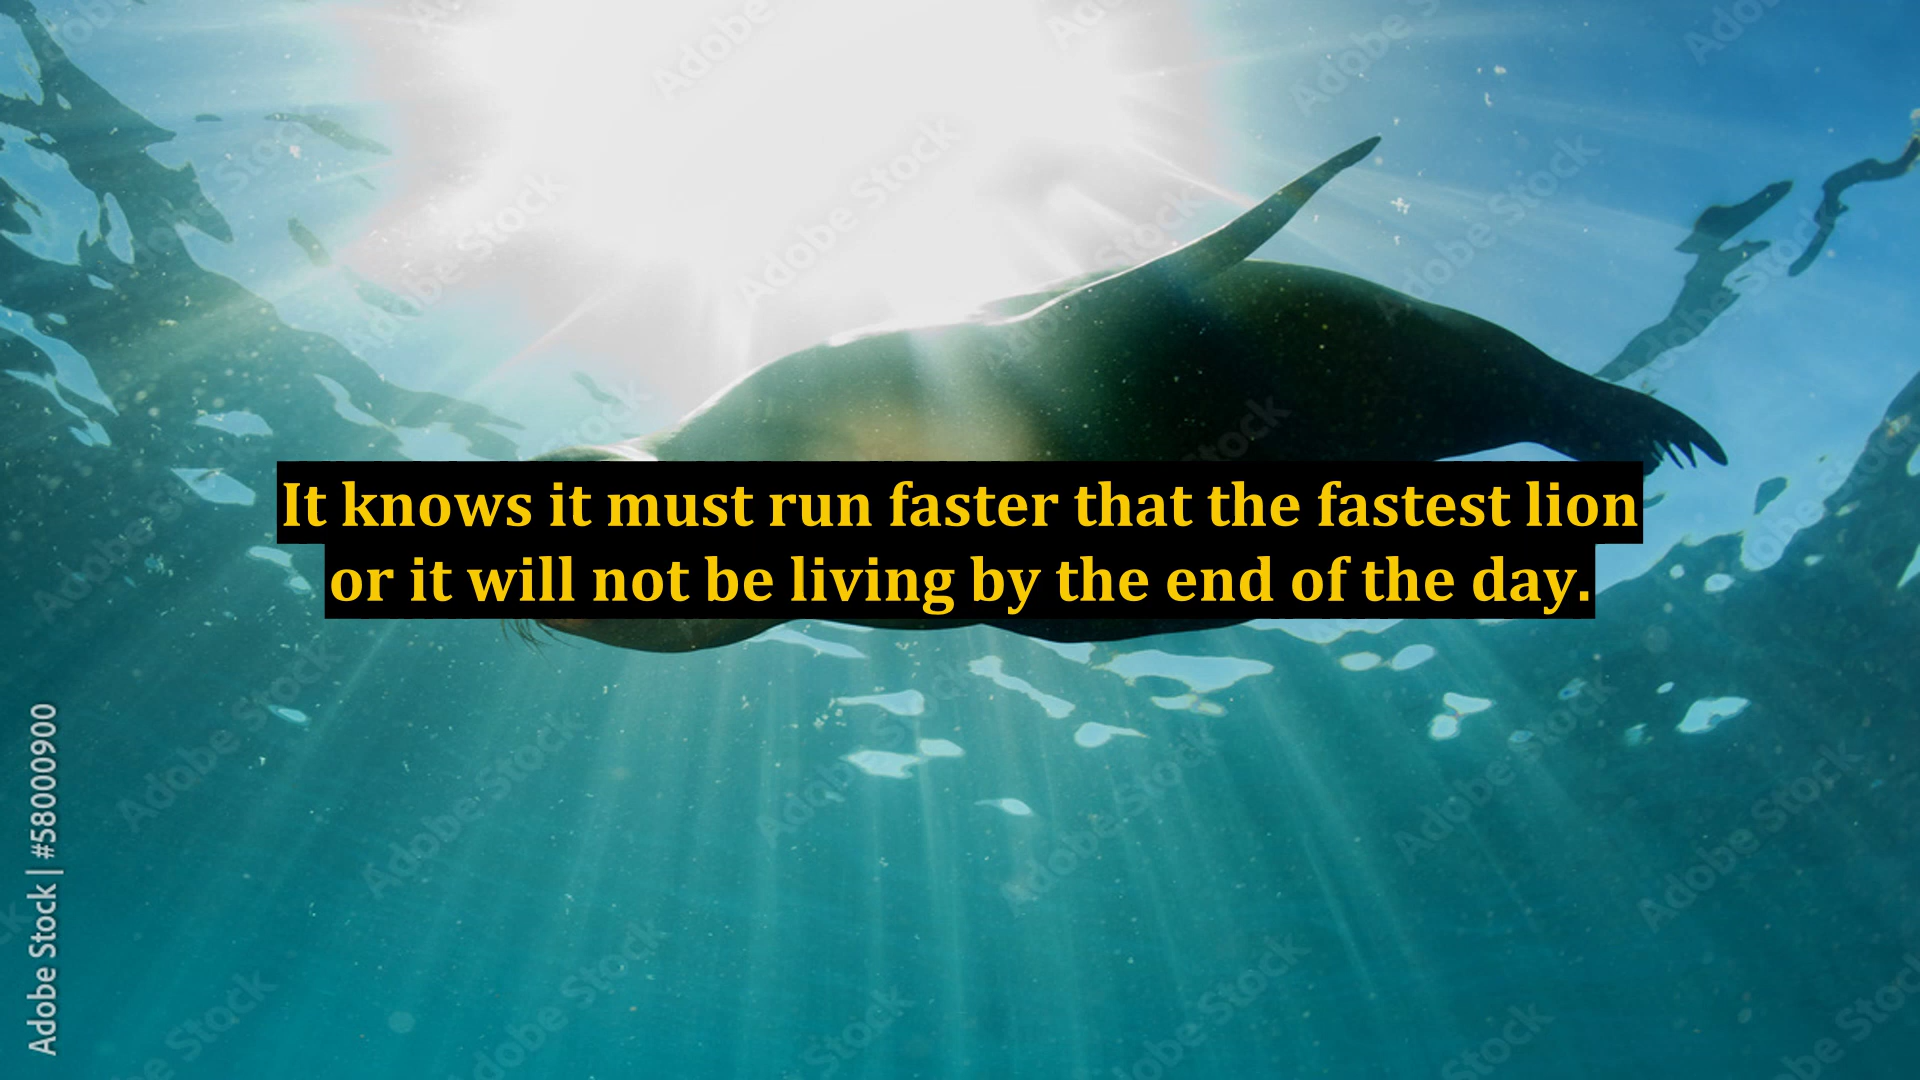 It knows it must run faster that the fastest lion
or it will not be living by the end of the day.
Adobe Stock | #580000900